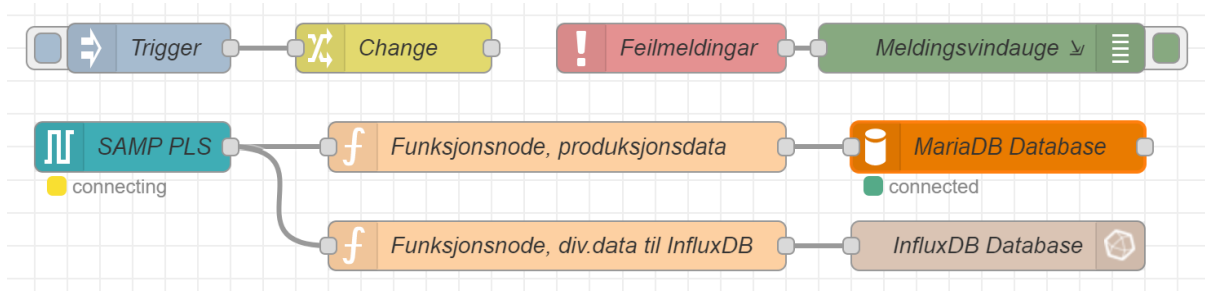 Trigger
Change
Feilmeldingar
Meldingsvindauge
SAMP PLS
Funksjonsnode, produksjonsdata
MariaDB Database
connecting
connected
Funksjonsnode, div.data til InfluxDB
InfluxDB Database